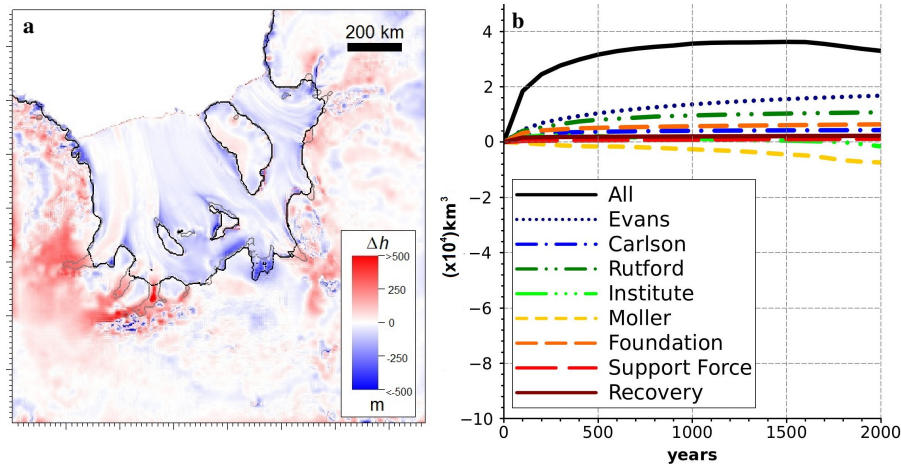 a
200 km
Δh
>500
250
0
-250
<-500
m
b
4
2
0
−2
−4
−6
−8
−10
(x10⁴)km³
All
Evans
Carlson
Rutford
Institute
Moller
Foundation
Support Force
Recovery
0
500
1000
1500
2000
years